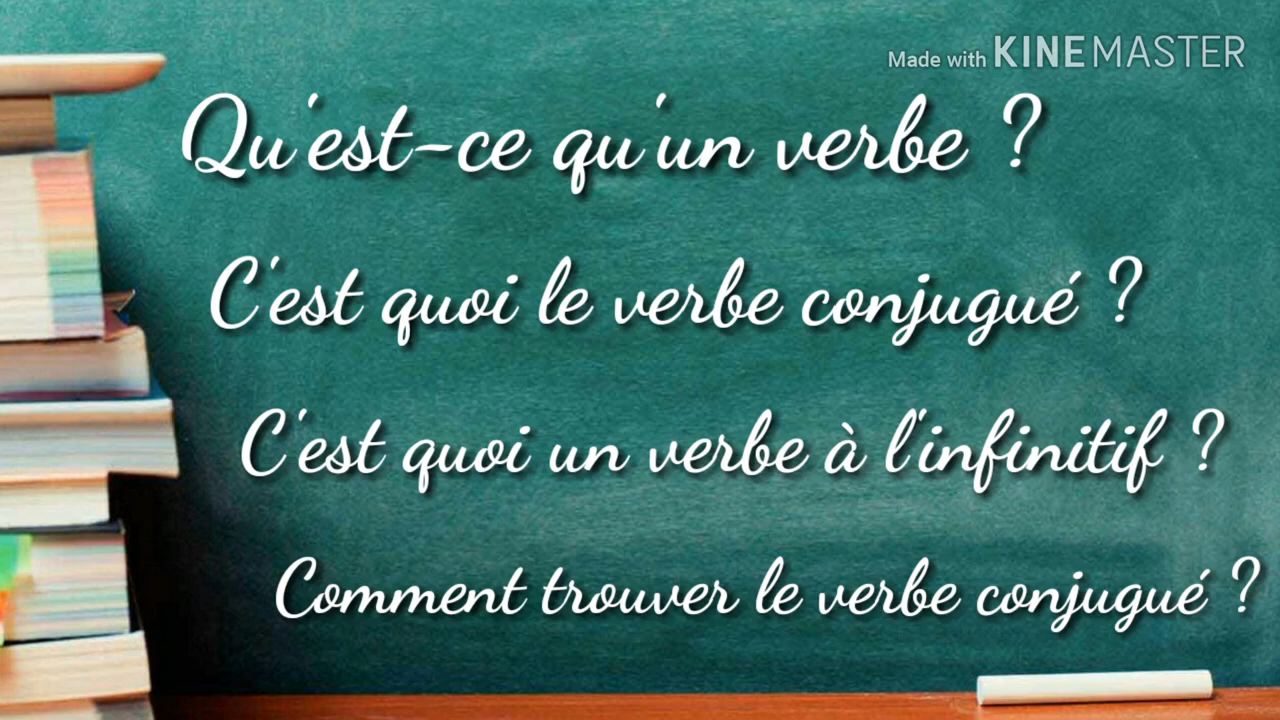 Made with KINEMASTER
Qu'est-ce qu'un verbe ?
C'est quoi le verbe conjugué ?
C'est quoi un verbe à l'infinitif ?
Comment trouver le verbe conjugué ?